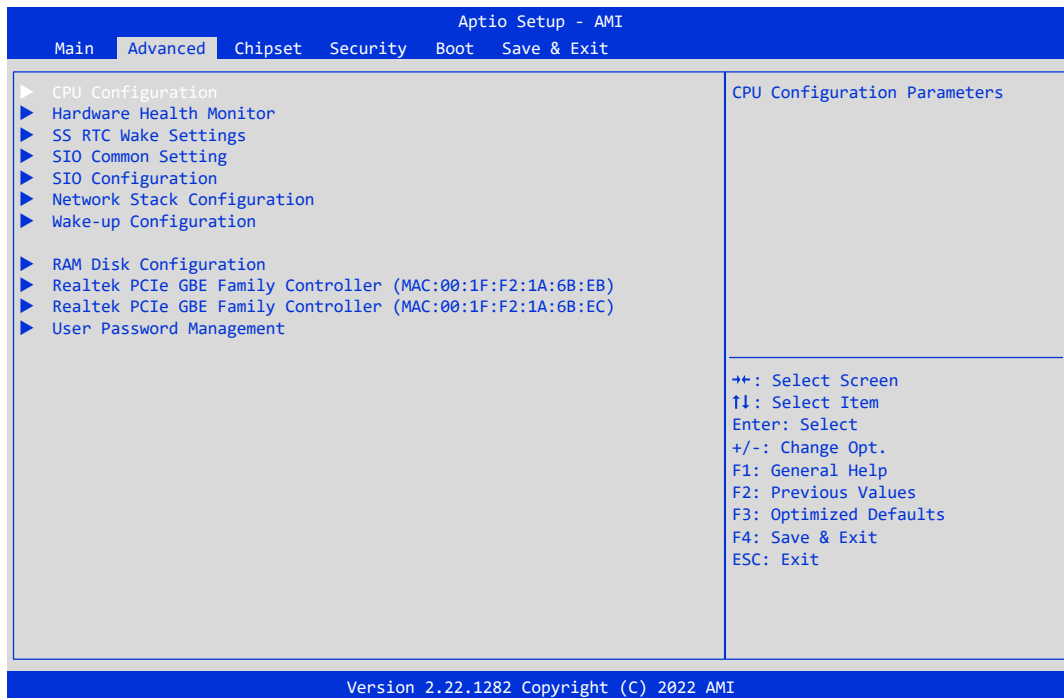 Aptio Setup - AMI
Main Advanced Chipset Security Boot Save & Exit
▶ CPU Configuration
▶ Hardware Health Monitor
▶ SS RTC Wake Settings
▶ SIO Common Setting
▶ SIO Configuration
▶ Network Stack Configuration
▶ Wake-up Configuration
▶ RAM Disk Configuration
▶ Realtek PCIe GBE Family Controller (MAC:00:1F:F2:1A:6B:EB)
▶ Realtek PCIe GBE Family Controller (MAC:00:1F:F2:1A:6B:EC)
▶ User Password Management
CPU Configuration Parameters
→←: Select Screen
↑↓: Select Item
Enter: Select
+/-: Change Opt.
F1: General Help
F2: Previous Values
F3: Optimized Defaults
F4: Save & Exit
ESC: Exit
Version 2.22.1282 Copyright (C) 2022 AMI